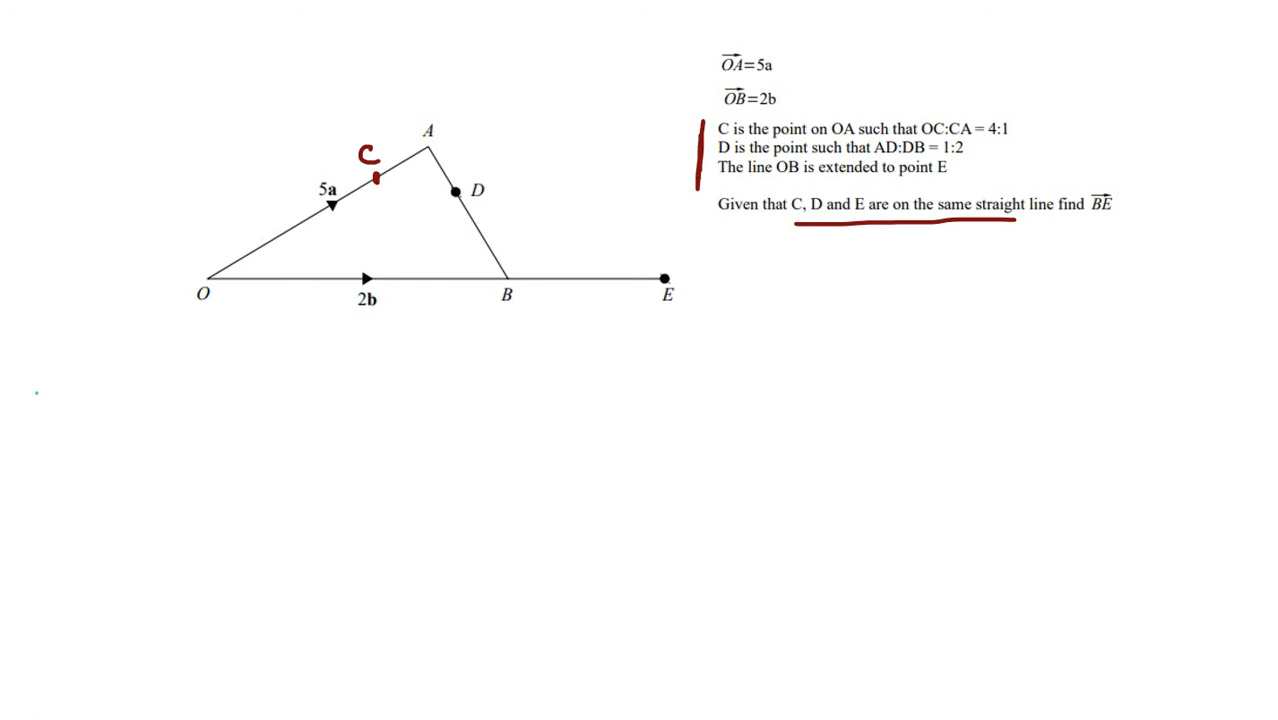 OA=5a
OB=2b
C is the point on OA such that OC:CA = 4:1
D is the point such that AD:DB = 1:2
The line OB is extended to point E
Given that C, D and E are on the same straight line find BE
A
C
5a
D
O
2b
B
E